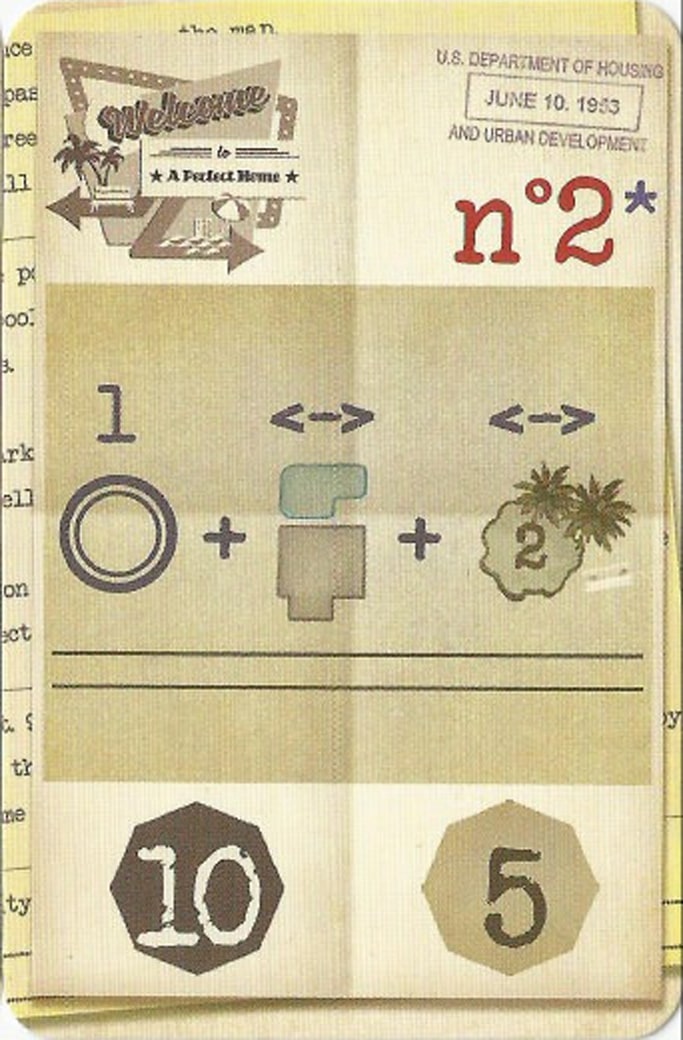 the map
U.S. DEPARTMENT OF HOUSING
JUNE 10. 1953
AND URBAN DEVELOPMENT
Welcome
to
★ A Perfect Home ★
n°2*
1
<-> <->
+ +
2
10
5